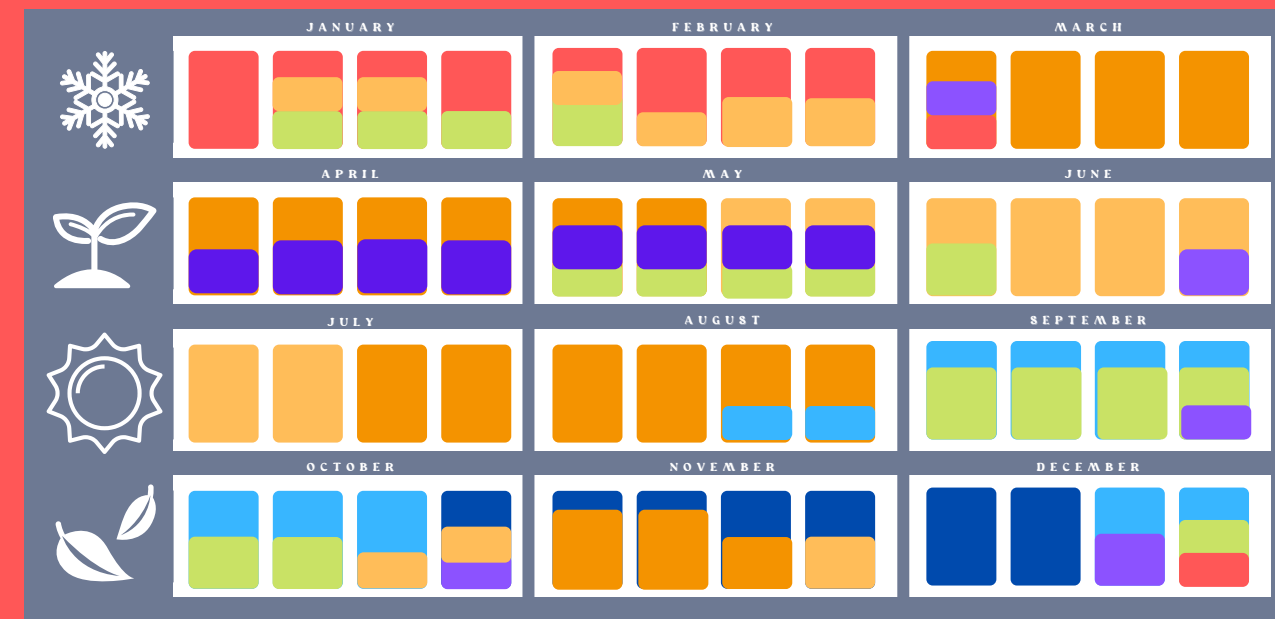 JANUARY
FEBRUARY
MARCH
APRIL
MAY
JUNE
JULY
AUGUST
SEPTEMBER
OCTOBER
NOVEMBER
DECEMBER